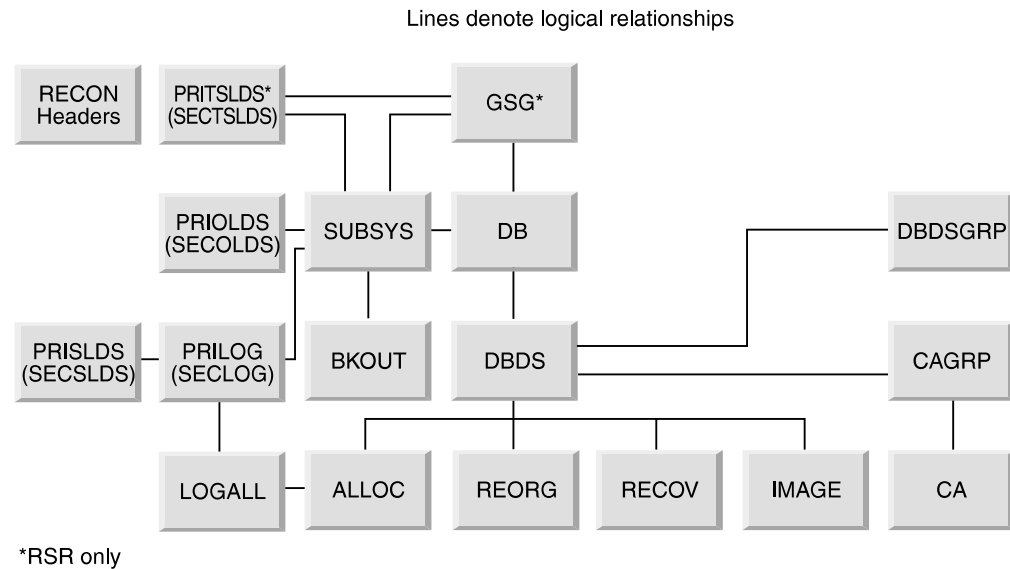 Lines denote logical relationships
RECON
Headers
PRITSLDS*
(SECTSLDS)
GSG*
PRIOLDS
(SECOLDS)
SUBSYS
DB
DBDSGRP
PRISLDS
(SECSLDS)
PRILOG
(SECLOG)
BKOUT
DBDS
CAGRP
LOGALL
ALLOC
REORG
RECOV
IMAGE
CA
*RSR only